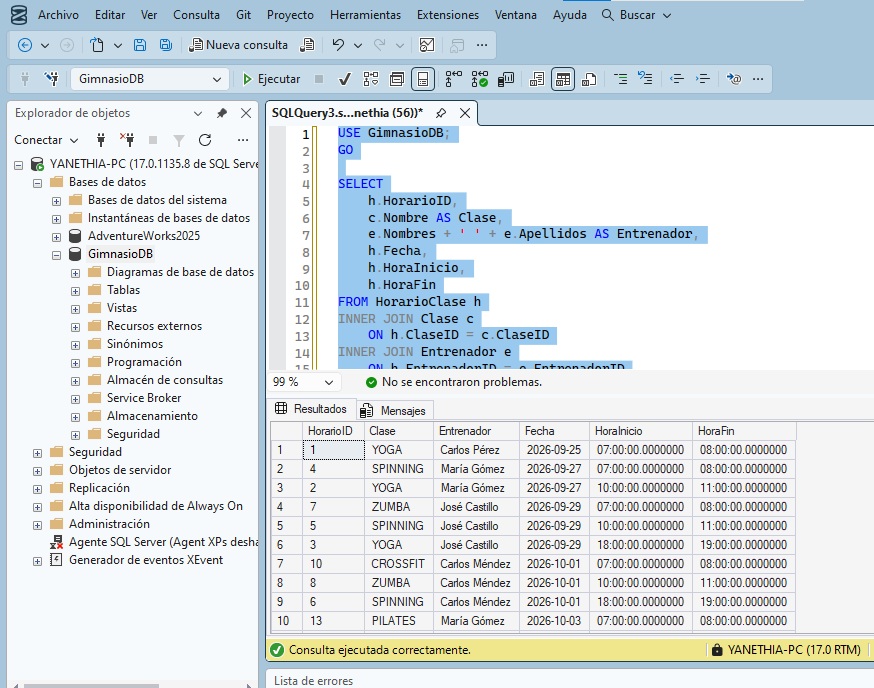 Archivo Editar Ver Consulta Git Proyecto Herramientas Extensiones Ventana Ayuda Buscar
Nueva consulta
GimnasioDB Ejecutar
Explorador de objetos
Conectar
YANETHIA-PC (17.0.1135.8 de SQL Serve
Bases de datos
Bases de datos del sistema
Instantáneas de bases de datos
AdventureWorks2025
GimnasioDB
Diagramas de base de datos
Tablas
Vistas
Recursos externos
Sinónimos
Programación
Almacén de consultas
Service Broker
Almacenamiento
Seguridad
Seguridad
Objetos de servidor
Replicación
Alta disponibilidad de Always On
Administración
Agente SQL Server (Agent XPs desha
Generador de eventos XEvent
SQLQuery3.s...nethia (56))*
1 USE GimnasioDB;
2 GO
3
4 SELECT
5 h.HorarioID,
6 c.Nombre AS Clase,
7 e.Nombres + ' ' + e.Apellidos AS Entrenador,
8 h.Fecha,
9 h.HoraInicio,
10 h.HoraFin
11 FROM HorarioClase h
12 INNER JOIN Clase c
13 ON h.ClaseID = c.ClaseID
14 INNER JOIN Entrenador e
15 ON h.EntrenadorID = e.EntrenadorID
99 % No se encontraron problemas.
Resultados Mensajes
HorarioID Clase Entrenador Fecha HoraInicio HoraFin
1 1 YOGA Carlos Pérez 2026-09-25 07:00:00.0000000 08:00:00.0000000
2 4 SPINNING María Gómez 2026-09-27 07:00:00.0000000 08:00:00.0000000
3 2 YOGA María Gómez 2026-09-27 10:00:00.0000000 11:00:00.0000000
4 7 ZUMBA José Castillo 2026-09-29 07:00:00.0000000 08:00:00.0000000
5 5 SPINNING José Castillo 2026-09-29 10:00:00.0000000 11:00:00.0000000
6 3 YOGA José Castillo 2026-09-29 18:00:00.0000000 19:00:00.0000000
7 10 CROSSFIT Carlos Méndez 2026-10-01 07:00:00.0000000 08:00:00.0000000
8 8 ZUMBA Carlos Méndez 2026-10-01 10:00:00.0000000 11:00:00.0000000
9 6 SPINNING Carlos Méndez 2026-10-01 18:00:00.0000000 19:00:00.0000000
10 13 PILATES María Gómez 2026-10-03 07:00:00.0000000 08:00:00.0000000
Consulta ejecutada correctamente. YANETHIA-PC (17.0 RTM)
Lista de errores